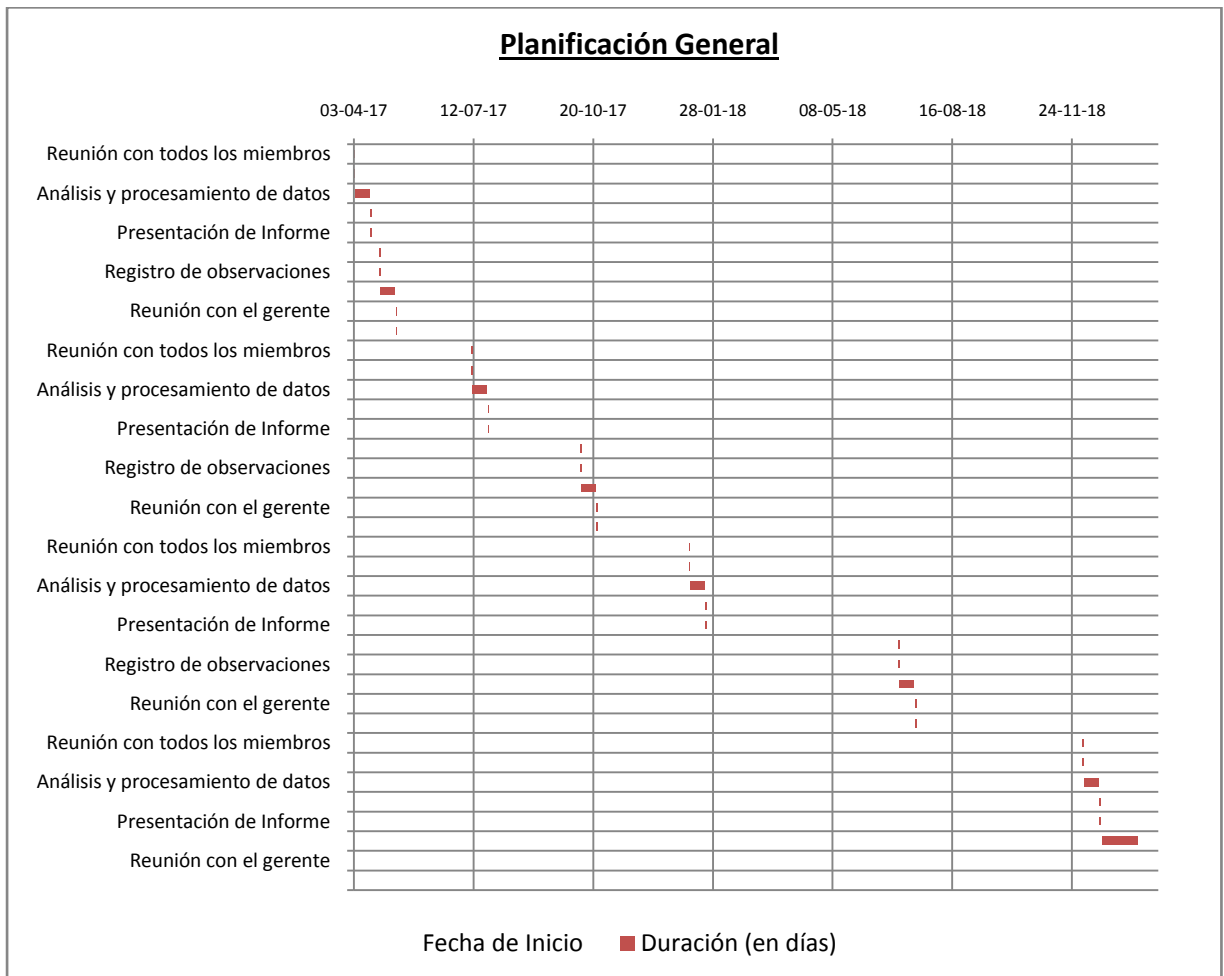 Planificación General
03-04-17 12-07-17 20-10-17 28-01-18 08-05-18 16-08-18 24-11-18
Reunión con todos los miembros
Análisis y procesamiento de datos
Presentación de Informe
Registro de observaciones
Reunión con el gerente
Reunión con todos los miembros
Análisis y procesamiento de datos
Presentación de Informe
Registro de observaciones
Reunión con el gerente
Reunión con todos los miembros
Análisis y procesamiento de datos
Presentación de Informe
Registro de observaciones
Reunión con el gerente
Reunión con todos los miembros
Análisis y procesamiento de datos
Presentación de Informe
Reunión con el gerente
Fecha de Inicio Duración (en días)